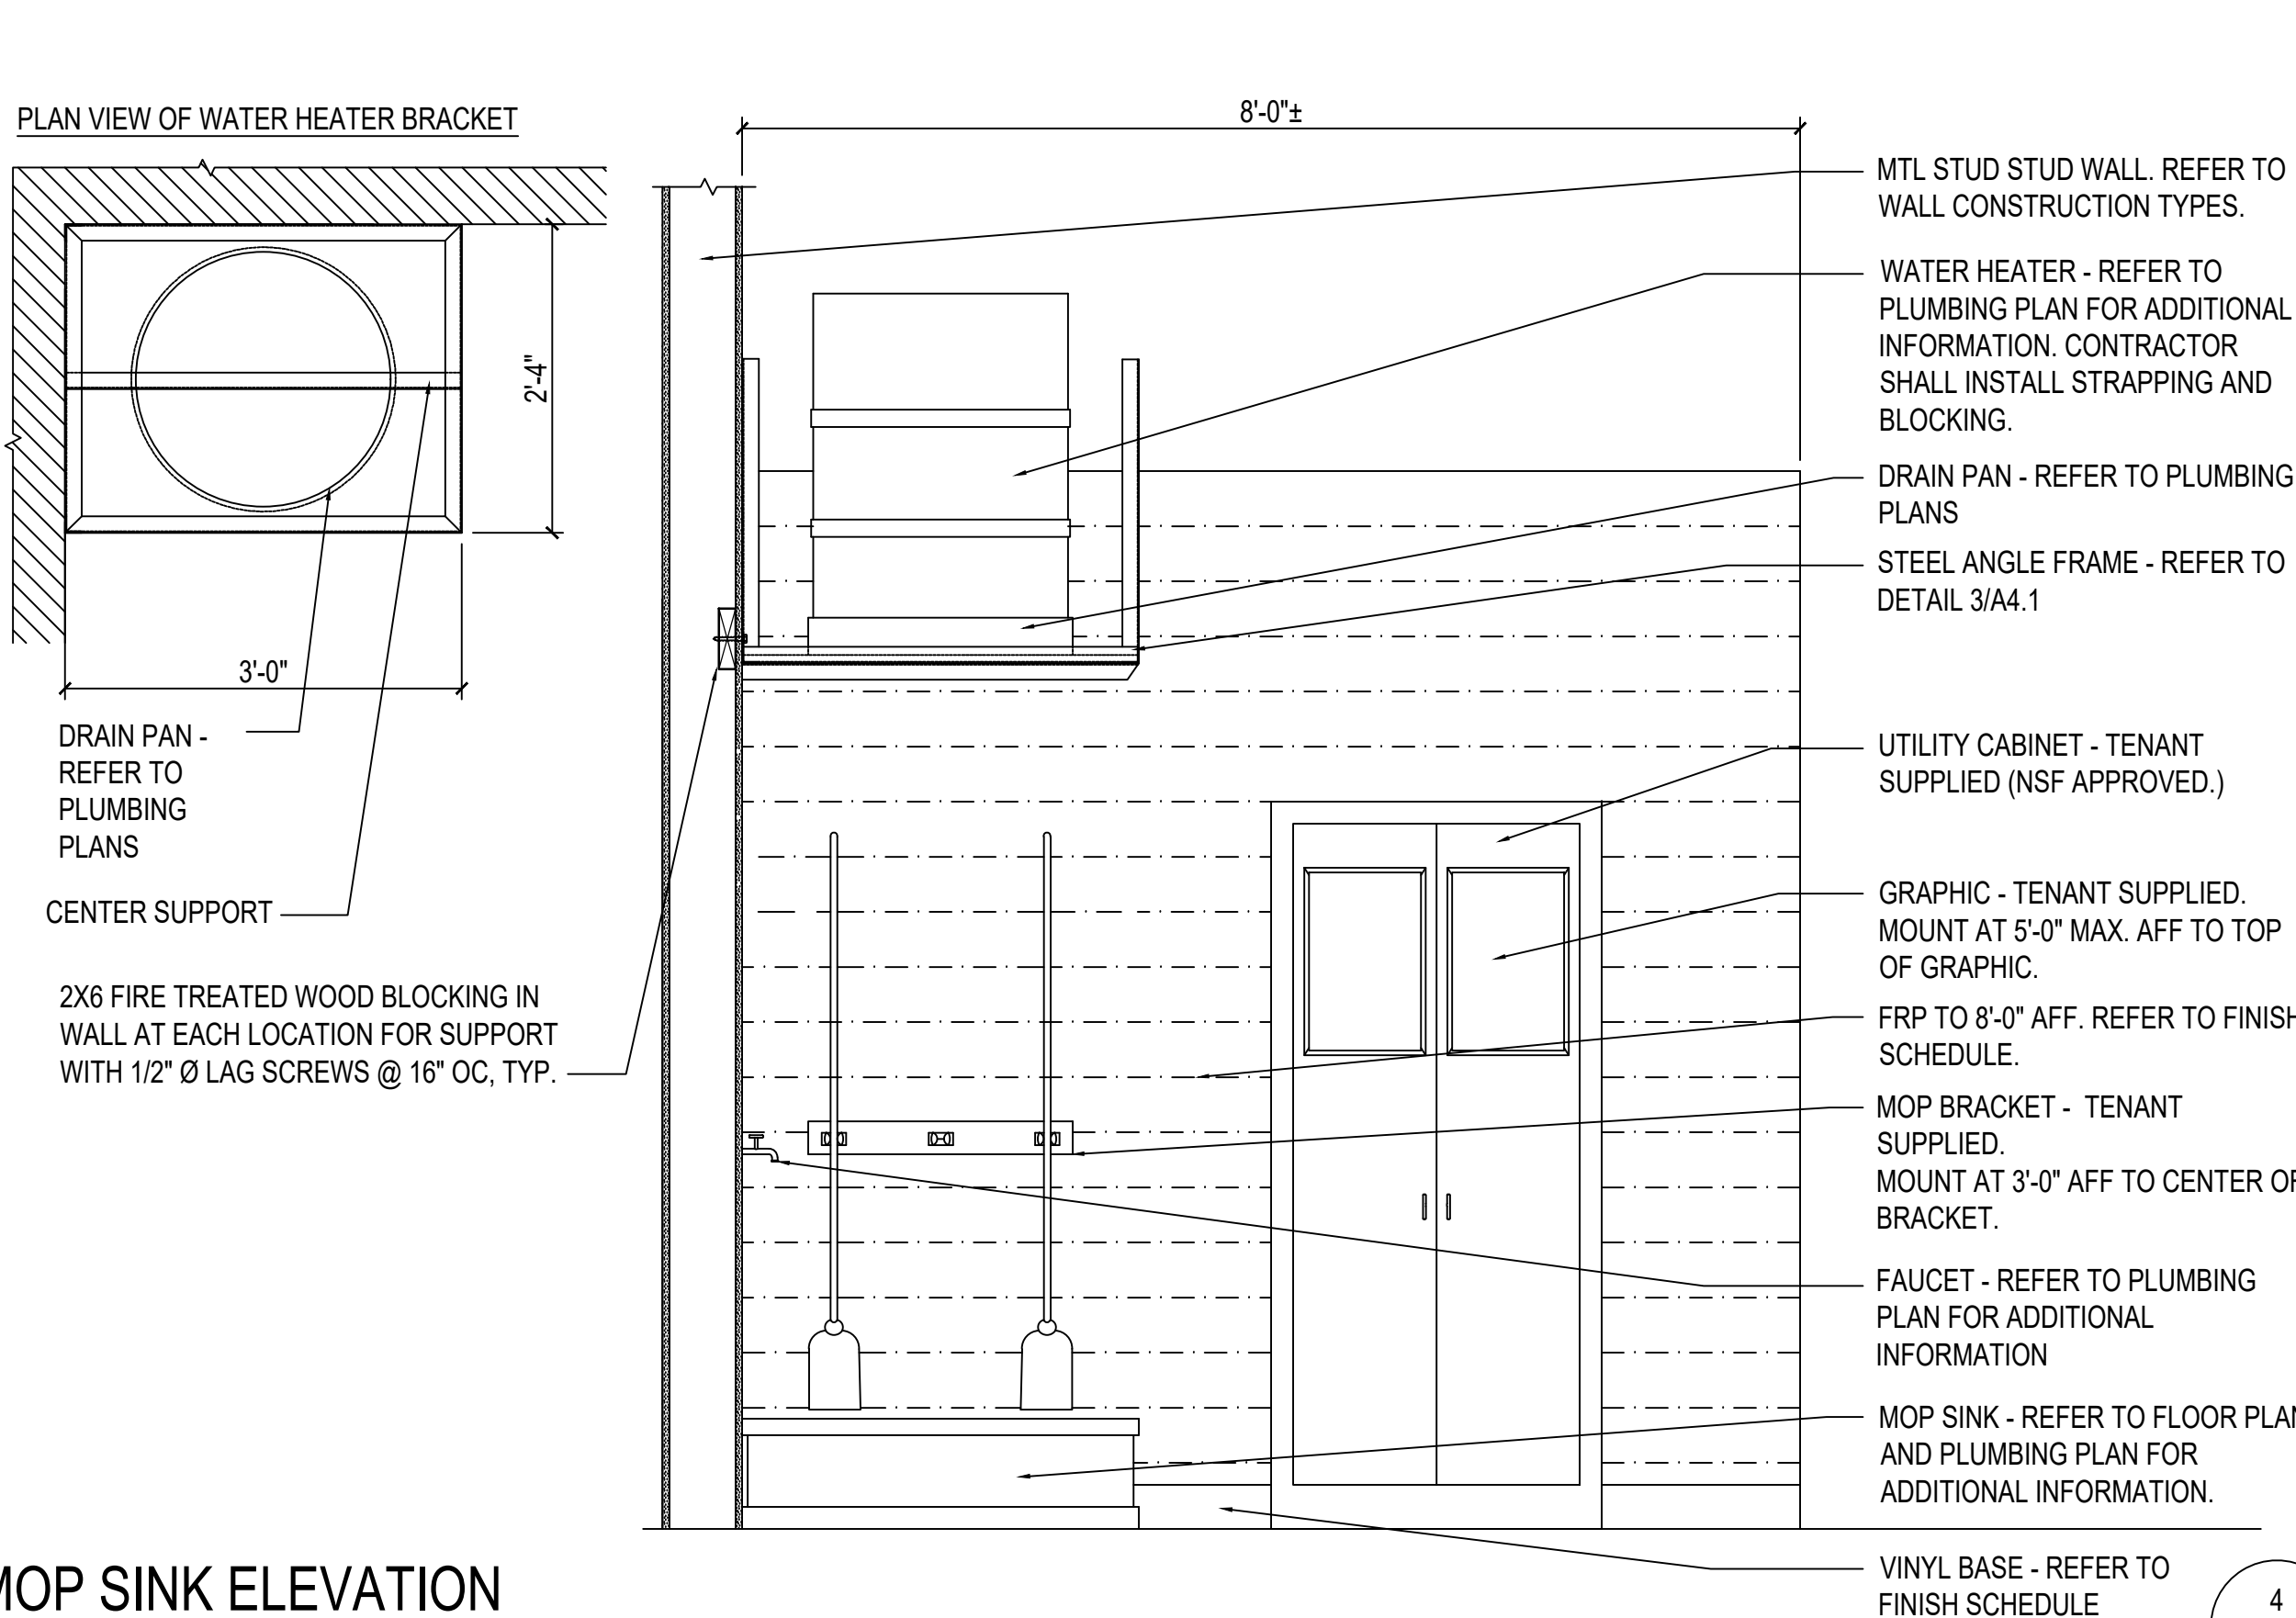 PLAN VIEW OF WATER HEATER BRACKET
8'-0"±
2'-4"
3'-0"
DRAIN PAN -
REFER TO
PLUMBING
PLANS
CENTER SUPPORT
2X6 FIRE TREATED WOOD BLOCKING IN
WALL AT EACH LOCATION FOR SUPPORT
WITH 1/2" Ø LAG SCREWS @ 16" OC, TYP.
MTL STUD STUD WALL. REFER TO
WALL CONSTRUCTION TYPES.
WATER HEATER - REFER TO
PLUMBING PLAN FOR ADDITIONAL
INFORMATION. CONTRACTOR
SHALL INSTALL STRAPPING AND
BLOCKING.
DRAIN PAN - REFER TO PLUMBING
PLANS
STEEL ANGLE FRAME - REFER TO
DETAIL 3/A4.1
UTILITY CABINET - TENANT
SUPPLIED (NSF APPROVED.)
GRAPHIC - TENANT SUPPLIED.
MOUNT AT 5'-0" MAX. AFF TO TOP
OF GRAPHIC.
FRP TO 8'-0" AFF. REFER TO FINISH
SCHEDULE.
MOP BRACKET - TENANT
SUPPLIED.
MOUNT AT 3'-0" AFF TO CENTER OF
BRACKET.
FAUCET - REFER TO PLUMBING
PLAN FOR ADDITIONAL
INFORMATION
MOP SINK - REFER TO FLOOR PLAN
AND PLUMBING PLAN FOR
ADDITIONAL INFORMATION.
VINYL BASE - REFER TO
FINISH SCHEDULE
MOP SINK ELEVATION
4